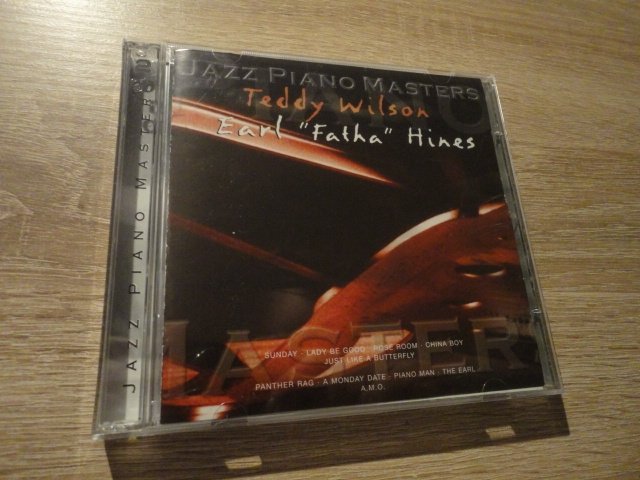 JAZZ PIANO MASTERS
Teddy Wilson
Earl "Fatha" Hines
SUNDAY · LADY BE GOOD · ROSE ROOM · CHINA BOY
JUST LIKE A BUTTERFLY
MASTERS
PANTHER RAG · A MONDAY DATE · PIANO MAN · THE EARL
A.M.O.
JAZZ PIANO MASTERS